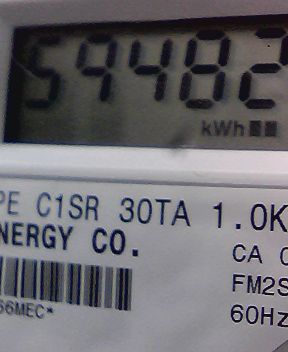 59482
kWh
PE C1SR 30TA 1.0K
NERGY CO.
CA
FM2S
60Hz
66MEC*